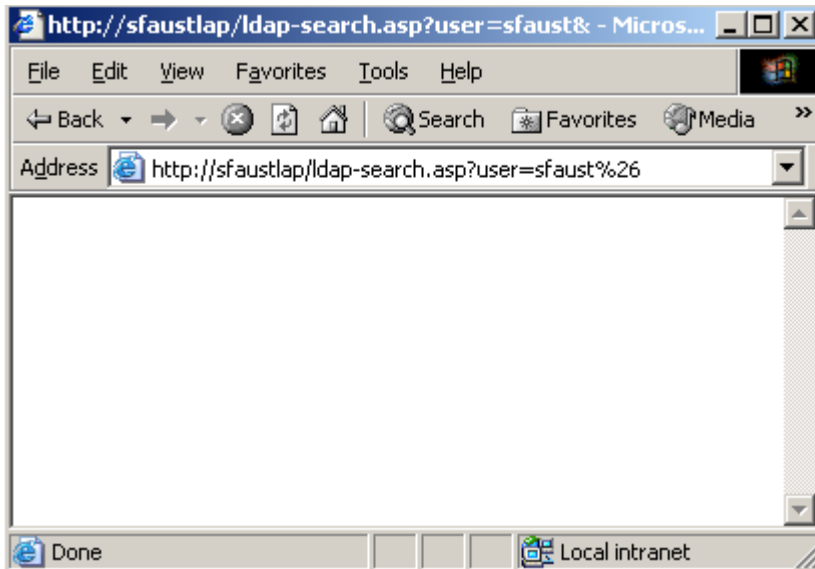 http://sfaustlap/ldap-search.asp?user=sfaust& - Micros...
File Edit View Favorites Tools Help
Back Search Favorites Media »
Address http://sfaustlap/ldap-search.asp?user=sfaust%26
Done Local intranet